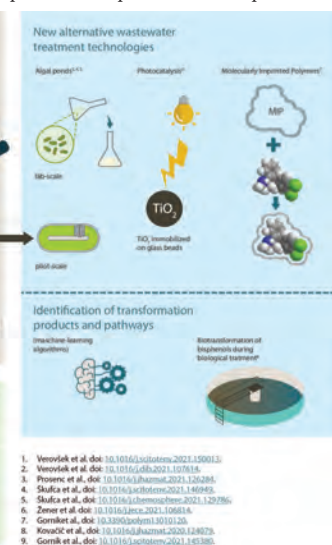 New alternative wastewater
treatment technologies
Algal ponds
Photocatalysis
Molecularly Imprinted Polymers
MIP
lab-scale
TiO2
TiO2 immobilized
on glass beads
pilot-scale
Identification of transformation
products and pathways
(maschine-learning
algorithms)
Biotransformation of
bisphenols during
biological tratment
1. Verovšek et al. doi: 10.1016/j.scitotenv.2021.150013.
2. Verovšek et al. doi: 10.1016/j.dib.2021.107614.
3. Prosenc et al., doi: 10.1016/j.jhazmat.2021.126284.
4. Škufca et al., doi: 10.1016/j.scitotenv.2021.146949.
5. Škufca et al., doi: 10.1016/j.chemosphere.2021.129786.
6. Žener et al., doi: 10.1016/j.jece.2021.106814.
7. Gornik et al., doi: 10.3390/polym13010120.
8. Kovačič et al., doi: 10.1016/j.jhazmat.2020.124079.
9. Gornik et al., doi: 10.1016/j.scitotenv.2021.145380.